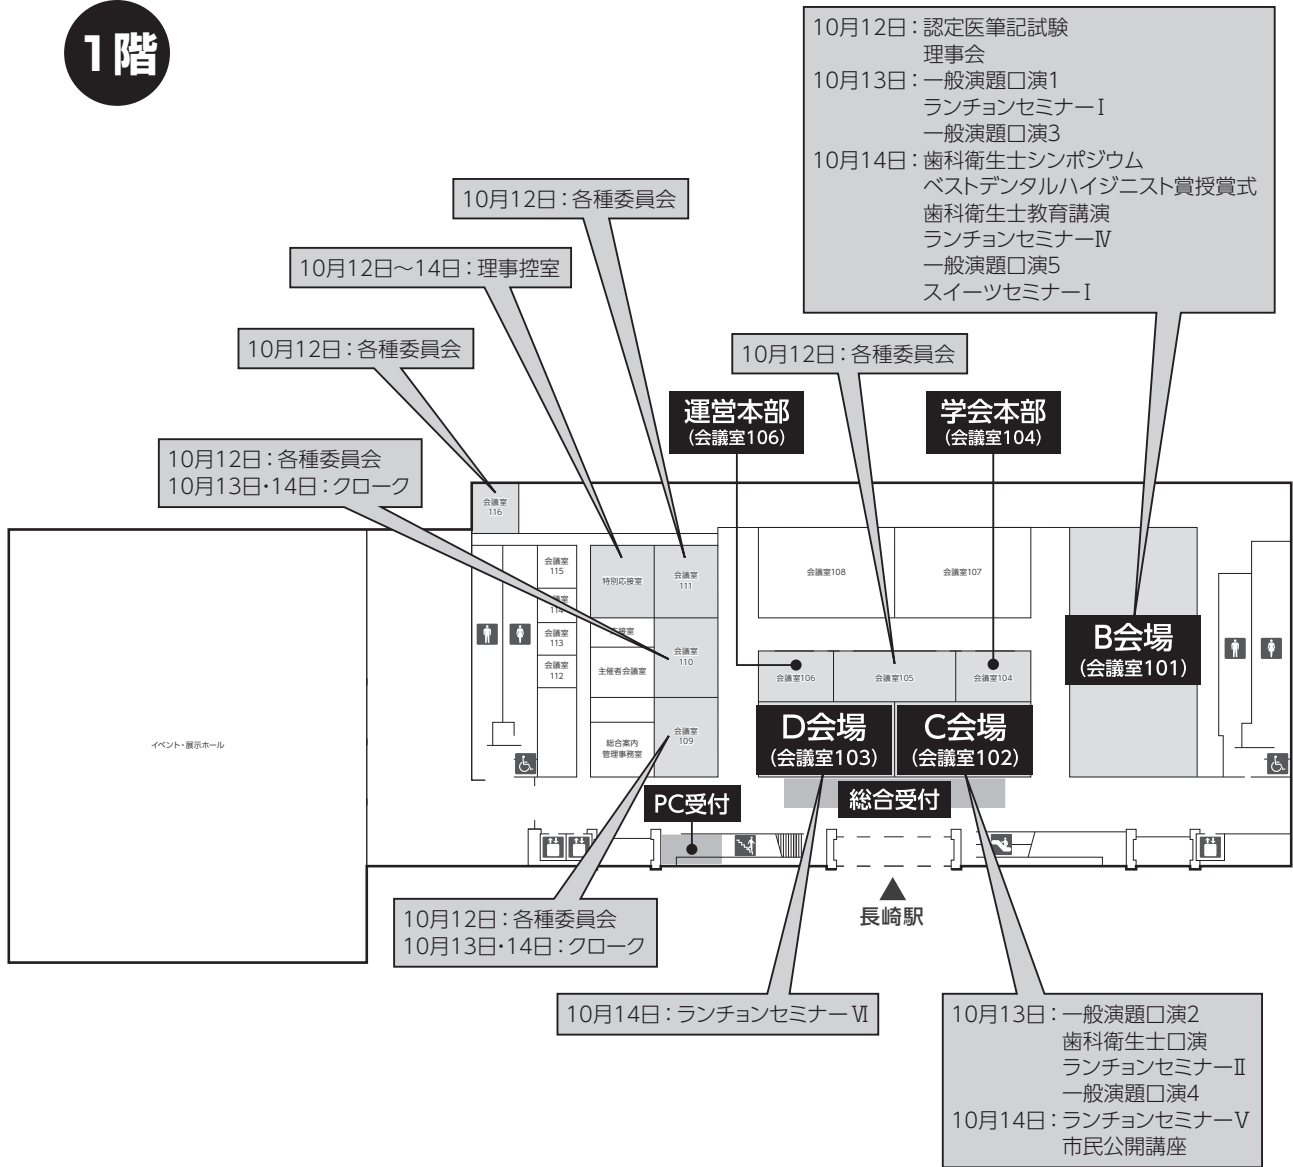 1階
10月12日：認定医筆記試験
理事会
10月13日：一般演題口演1
ランチョンセミナーⅠ
一般演題口演3
10月14日：歯科衛生士シンポジウム
ベストデンタルハイジニスト賞授賞式
歯科衛生士教育講演
ランチョンセミナーⅣ
一般演題口演5
スイーツセミナーⅠ
10月12日：各種委員会
10月12日～14日：理事控室
10月12日：各種委員会
10月12日：各種委員会
運営本部
（会議室106）
学会本部
（会議室104）
10月12日：各種委員会
10月13日・14日：クローク
会議室
116
会議室
115
会議室
113
会議室
112
特別応接室
会議室
111
主催者会議室
会議室
110
総合案内
管理事務室
会議室
109
会議室108
会議室107
会議室106
会議室105
会議室104
B会場
（会議室101）
D会場
（会議室103）
C会場
（会議室102）
イベント・展示ホール
PC受付
総合受付
長崎駅
10月12日：各種委員会
10月13日・14日：クローク
10月14日：ランチョンセミナーⅥ
10月13日：一般演題口演2
歯科衛生士口演
ランチョンセミナーⅡ
一般演題口演4
10月14日：ランチョンセミナーⅤ
市民公開講座